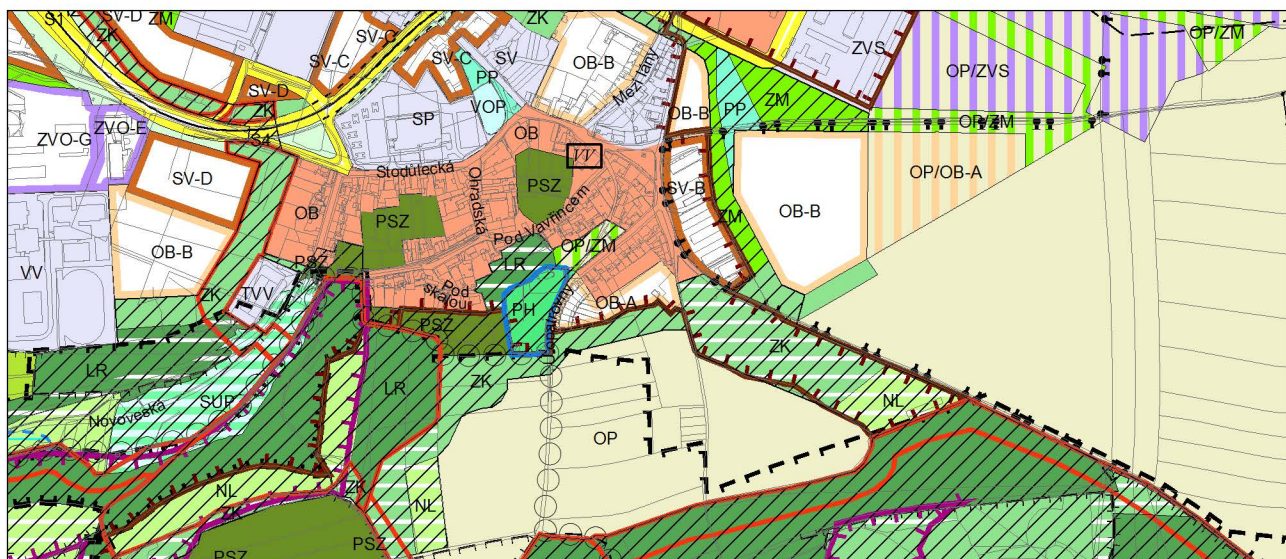 S1
SV-D
ZM
ZK
SV-C
SV-C
SV-C
SV
PP
VOP
OB-B
Mezi lány
ZVS
OP/ZM
OP/ZVS
ZVO-G
ZVO-E
SV-D
ZK
S4
SP
OB
VV
OB-B
PP
ZM
OP/ZM
SV-D
Stodůlecká
Ohradská
PSZ
SV-B
OP/OB-A
OB
PSZ
Pod Vavřincem
OB-B
ZM
VV
OB-B
ZK
TVV
PSZ
Pod skalou
LR
OP/ZM
PH
OB-A
PSZ
ZK
LR
Novoveská
SUP
LR
ZK
OP
NL
NL
ZK
ZK
NL
PSZ
PSZ